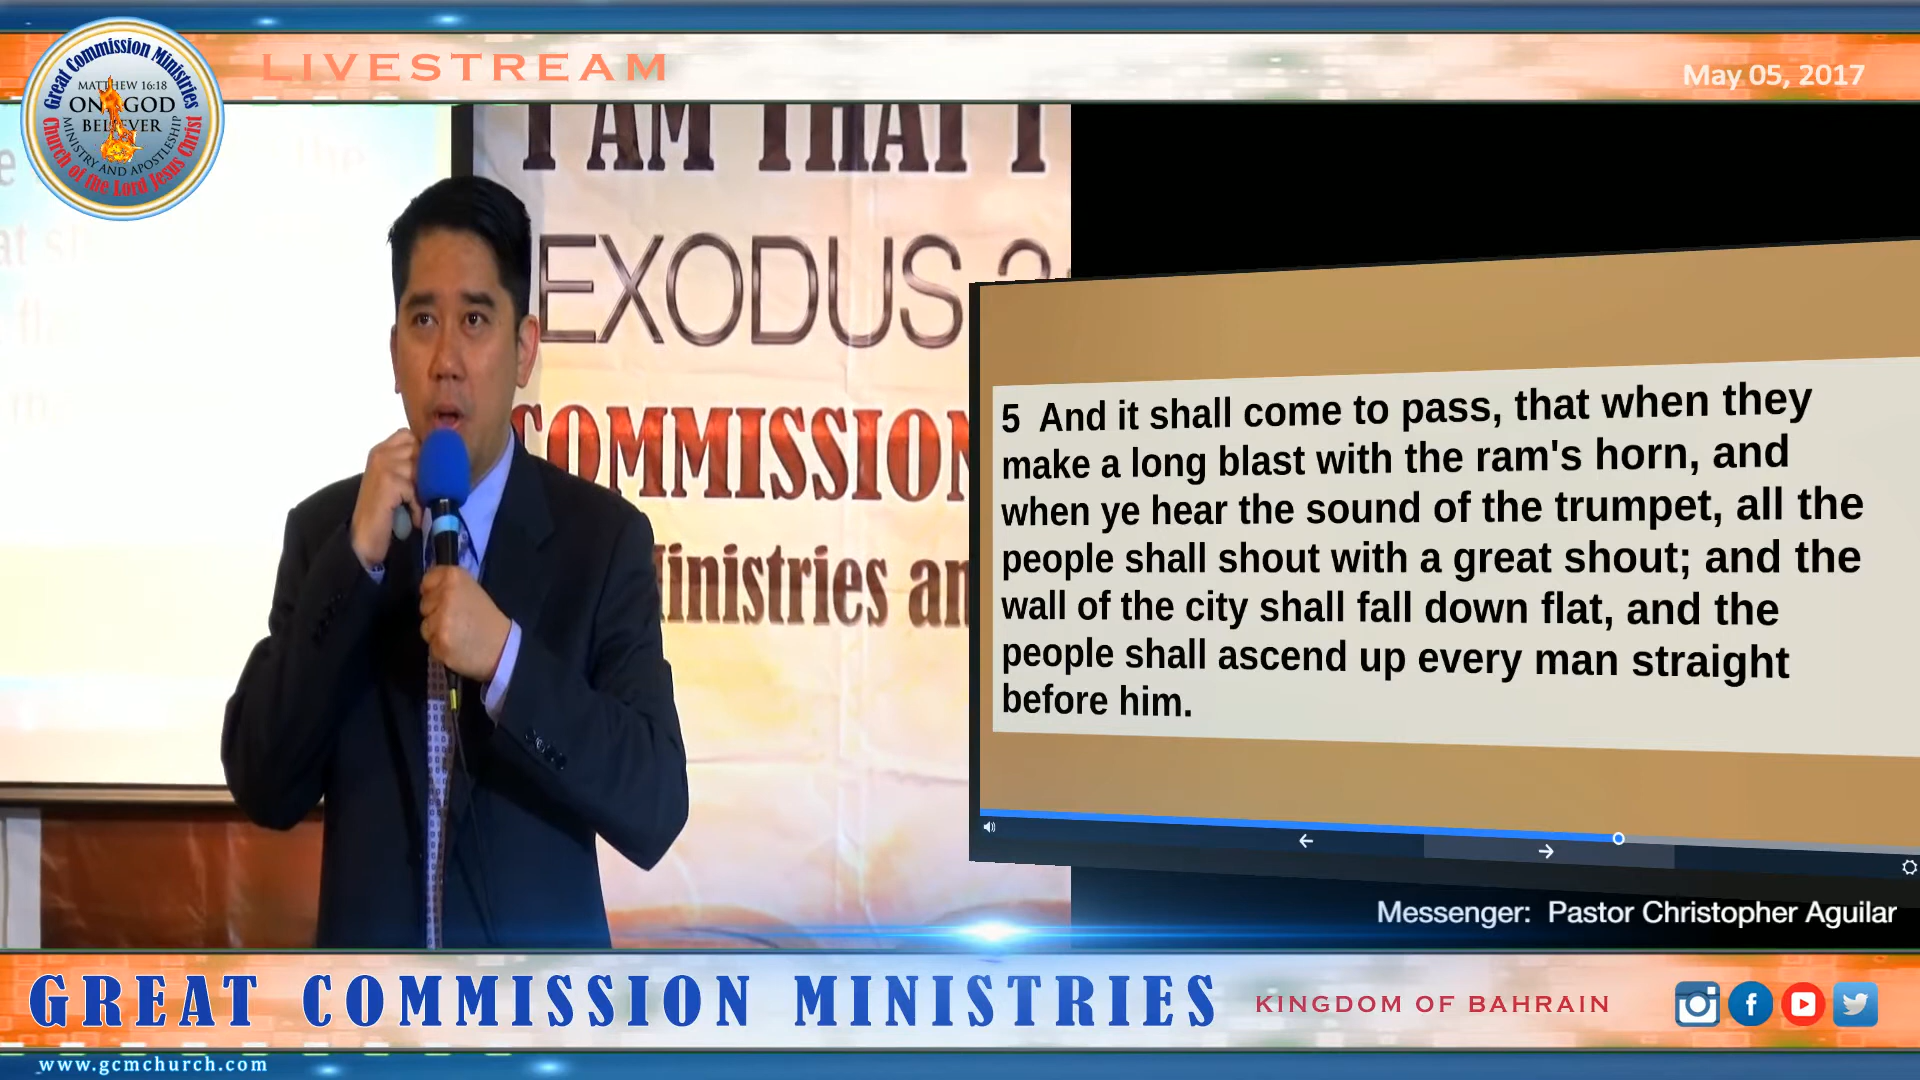 LIVESTREAM
May 05, 2017
Great Commission Ministries
MATTHEW 16:18
ONE GOD
BELIEVER
MINISTRY AND APOSTLESHIP
Church of the Lord Jesus Christ
the
I AM THAT I
EXODUS
COMMISSION
Ministries an
5 And it shall come to pass, that when they
make a long blast with the ram's horn, and
when ye hear the sound of the trumpet, all the
people shall shout with a great shout; and the
wall of the city shall fall down flat, and the
people shall ascend up every man straight
before him.
Messenger: Pastor Christopher Aguilar
GREAT COMMISSION MINISTRIES
KINGDOM OF BAHRAIN
www.gcmchurch.com